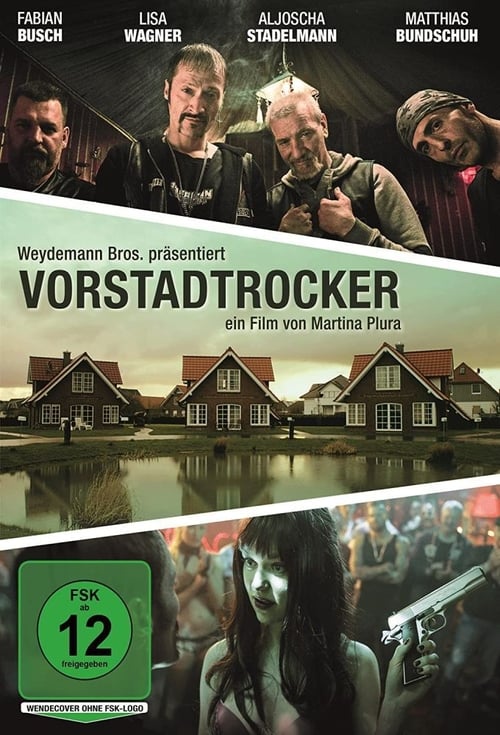 FABIAN
BUSCH
LISA
WAGNER
ALJOSCHA
STADELMANN
MATTHIAS
BUNDSCHUH
Weydemann Bros. präsentiert
VORSTADTROCKER
ein Film von Martina Plura
FSK
ab
12
freigegeben
WENDECOVER OHNE FSK-LOGO